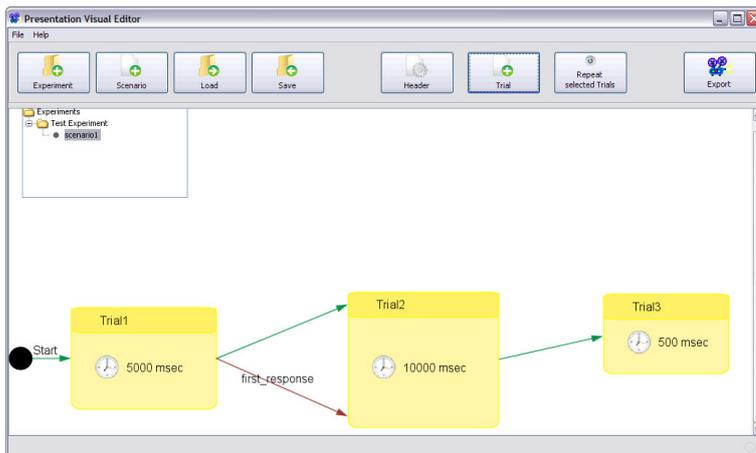 Presentation Visual Editor
File Help
Experiment Scenario Load Save Header Trial Repeat selected Trials Export
Experiments
Test Experiment
scenario1
Start
Trial1
5000 msec
first_response
Trial2
10000 msec
Trial3
500 msec